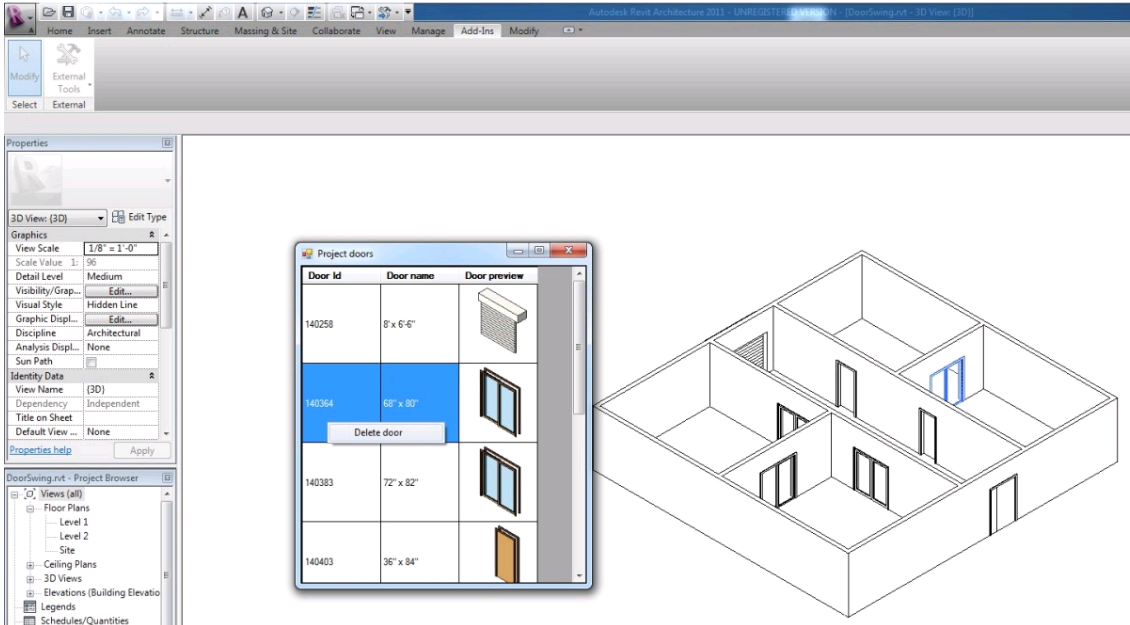 Autodesk Revit Architecture 2011 - UNREGISTERED VERSION - [DoorSwing.rvt - 3D View: {3D}]
Home Insert Annotate Structure Massing & Site Collaborate View Manage Add-Ins Modify
Modify External Tools
Select External
Properties
3D View: {3D} Edit Type
Graphics
View Scale 1/8" = 1'-0"
Scale Value 1: 96
Detail Level Medium
Visibility/Grap... Edit...
Visual Style Hidden Line
Graphic Displ... Edit...
Discipline Architectural
Analysis Displ... None
Sun Path
Identity Data
View Name {3D}
Dependency Independent
Title on Sheet
Default View ... None
Properties help Apply
DoorSwing.rvt - Project Browser
Views (all)
Floor Plans
Level 1
Level 2
Site
Ceiling Plans
3D Views
Elevations (Building Elevatio
Legends
Schedules/Quantities
Project doors
Door Id Door name Door preview
140258 8' x 6'-6"
140364 68" x 80"
Delete door
140383 72" x 82"
140403 36" x 84"